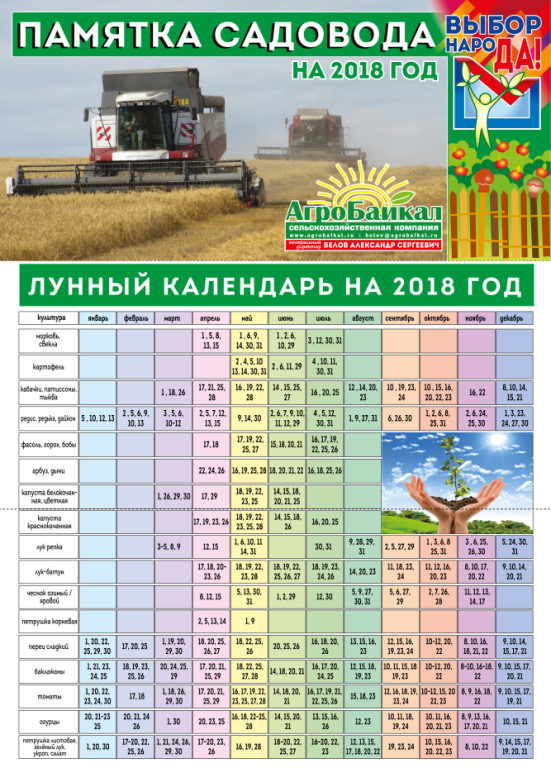 ПАМЯТКА САДОВОДА
НА 2018 ГОД
ВЫБОР
НАРОДА!
АгроБайкал
СЕЛЬСКОХОЗЯЙСТВЕННАЯ КОМПАНИЯ
www.agrobaikal.ru | belov@agrobaikal.ru
генеральный директор БЕЛОВ АЛЕКСАНДР СЕРГЕЕВИЧ
ЛУННЫЙ КАЛЕНДАРЬ НА 2018 ГОД
культура январь февраль март апрель май июнь июль август сентябрь октябрь ноябрь декабрь
морковь, свекла 1, 5, 8, 13, 15 1, 6, 9, 14, 30, 31 1, 2, 6, 10, 29 3, 12, 30, 31
картофель 2, 4, 5, 10 13, 14, 30, 31 2, 6, 11, 29 4, 10, 11, 30, 31
кабачки, патиссоны, тыква 1, 18, 26 17, 21, 25, 28 16, 19, 22, 28 14, 15, 25, 27 16, 20, 25 12, 14, 20, 23 10, 19, 23, 24 10, 15, 16, 20, 22, 23 16, 22 8, 10, 14, 15, 21
редис, редька, дайкон 5, 10, 12, 13 2, 5, 6, 9, 10, 13 3, 5, 6, 10-12 2, 5, 7, 12, 13, 15 9, 14, 30 2, 6, 7, 9, 10, 11, 12, 29 4, 5, 12, 30, 31 1, 9, 27, 31 6, 26, 30 1, 2, 6, 8, 25, 31 2, 6, 24, 25, 30 1, 3, 23, 24, 27, 30
фасоль, горох, бобы 17, 18 17, 19, 22, 25, 27 15, 18, 20, 21 16, 17, 19, 22, 25, 26
арбуз, дыни 22, 24, 26 16, 19, 25, 28 18, 20, 21, 22 16, 18, 25, 26
капуста белокочанная, цветная 1, 26, 29, 30 17, 29 18, 19, 22, 23, 25 14, 15, 18, 20, 21, 25
капуста краснокачанная 17, 19, 23, 26 18, 19, 22, 23, 25, 28 14, 15, 18, 26 16, 20, 25
лук репка 3-5, 8, 9 12, 15 1, 6, 10, 11 14, 31 30, 31 9, 28, 29, 31 2, 5, 27, 29 1, 3, 6, 8 25, 31 3, 6, 25, 26, 30 5, 24, 30, 31
лук-батун 17, 18, 20-23, 26 18, 19, 22, 23, 27, 28 18, 19, 22, 25, 26, 27 18, 19, 23, 24, 26 14, 20, 23 11, 12, 18, 23, 24 11, 12, 16, 20, 23 8, 10, 17, 20, 22 9, 10, 14, 20, 21
чеснок озимый / яровой 8, 12, 15 5, 13, 30, 31 1, 2, 29 12, 30 5, 9, 27, 30, 31 5, 6, 27, 29 2, 7, 26, 28 11, 12, 13, 14, 17
петрушка корневая 2, 5, 13, 14 1, 9
перец сладкий 1, 20, 22, 25, 29, 30 17, 20, 25 1, 19, 20, 29, 30 18, 20, 25, 26, 27 18, 22, 25, 26 20, 25, 26 16, 18, 20, 26 13, 15, 16, 23 12, 15, 16, 19, 23, 24 10-12, 20, 22 8, 10, 16, 18, 21, 22 9, 10, 14, 15, 17, 21
баклажаны 1, 21, 23, 24, 25 18, 19, 23, 25, 26 20, 24, 25, 29 17, 20, 21, 25, 29 18, 22, 25, 27, 28 14, 18, 20, 21 16, 17, 20, 24, 25 12, 15, 18, 19, 23 10, 11, 15, 18 19, 23 10-12, 20, 22 8-10, 16-18, 22 9, 10, 15, 17, 20, 21
томаты 1, 20, 22, 23, 24, 30 17, 18 1, 18, 26, 29, 30 17, 20, 21, 25, 29 16, 17, 19, 22, 23, 25, 27, 28 14, 18, 20, 21 16, 17, 19, 21, 22, 25, 26 15, 18, 23 12, 16, 18, 19, 23, 24 10-12, 15, 20 22, 23 8, 9, 16, 18, 22 9, 10, 15, 17, 19, 21
огурцы 20, 21-23 25 20, 21, 24 26 1, 30 20, 23, 25 16, 18, 22-25, 28 14, 15, 20, 21 13, 15, 16, 26 12, 23 10, 11, 18, 19, 24 10, 11, 16, 20, 21, 23 8, 9, 13, 16, 17, 20, 21 10, 15, 21
петрушка листовая, зелёный лук, укроп, салат 1, 20, 30 17-20, 22, 25, 26 1, 21, 24, 26, 29, 30 17-20, 23, 26 16, 19, 28 18-20, 22, 25, 27 16-20, 22, 23 12, 13, 15, 17, 18, 20, 22 19, 23, 24 10, 15, 16, 20, 22, 23 8, 10, 22 9, 14, 15, 17, 19, 20, 21